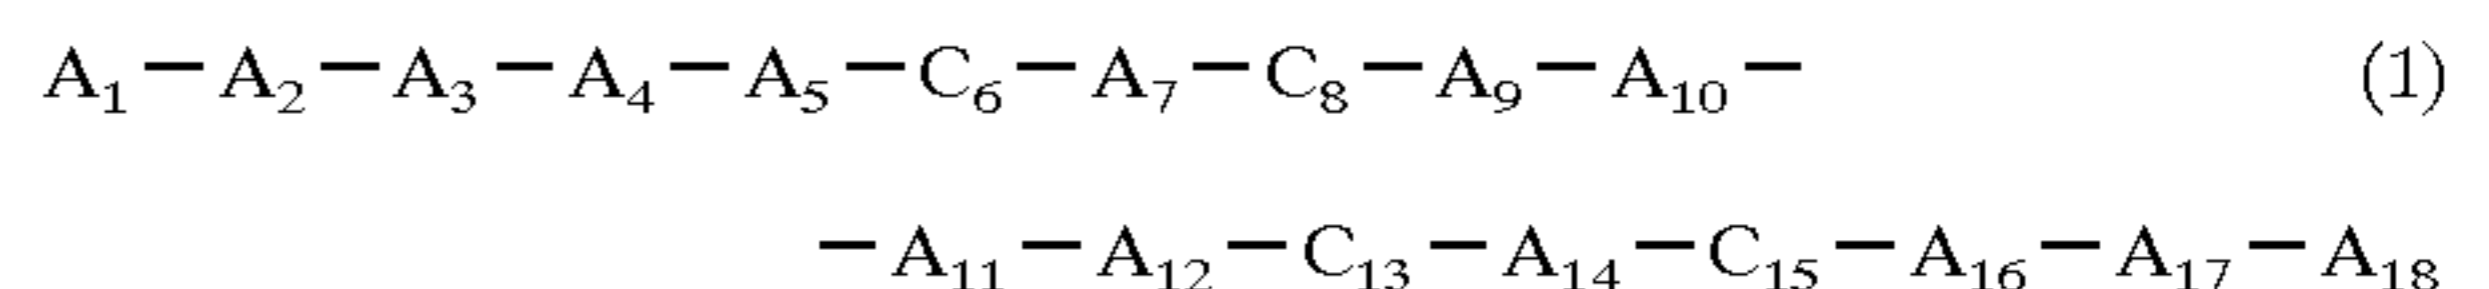 A₁—A₂—A₃—A₄—A₅—C₆—A₇—C₈—A₉—A₁₀— (1)
—A₁₁—A₁₂—C₁₃—A₁₄—C₁₅—A₁₆—A₁₇—A₁₈